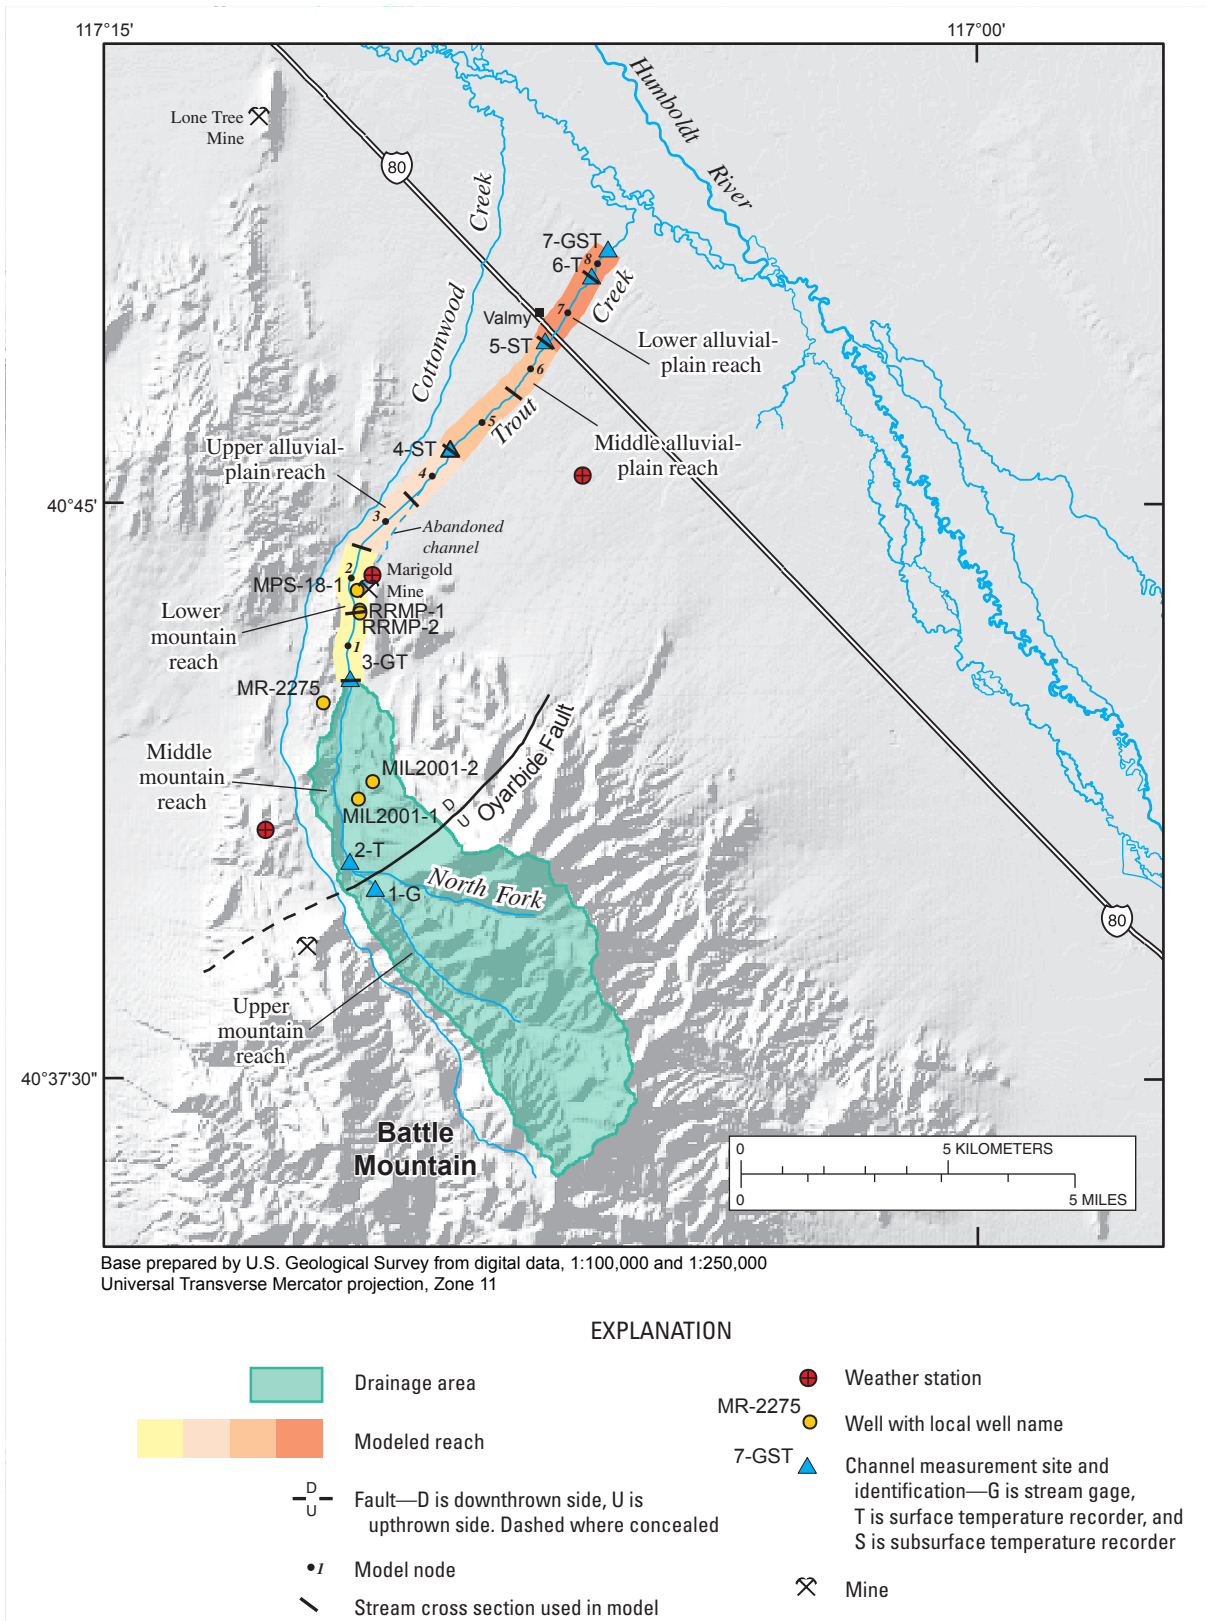 117°15'
117°00'
Humboldt
River
Lone Tree
Mine
80
Creek
Cottonwood
7-GST
6-T
8
Creek
7
Valmy
5-ST
Lower alluvial-
plain reach
6
Trout
5
Upper alluvial-
plain reach
4-ST
Middle alluvial-
plain reach
4
40°45'
3
Abandoned
channel
2
Marigold
Mine
MPS-18-1
RRMP-1
RRMP-2
Lower
mountain
reach
1
3-GT
MR-2275
Middle
mountain
reach
MIL2001-2
MIL2001-1
D
U
Oyarbide Fault
2-T
1-G
North Fork
80
Upper
mountain
reach
40°37'30"
Battle
Mountain
0
5 KILOMETERS
0
5 MILES
Base prepared by U.S. Geological Survey from digital data, 1:100,000 and 1:250,000
Universal Transverse Mercator projection, Zone 11
EXPLANATION
Drainage area
Modeled reach
D
U
Fault—D is downthrown side, U is
upthrown side. Dashed where concealed
1
Model node
Stream cross section used in model
Weather station
MR-2275
Well with local well name
7-GST
Channel measurement site and
identification—G is stream gage,
T is surface temperature recorder, and
S is subsurface temperature recorder
Mine